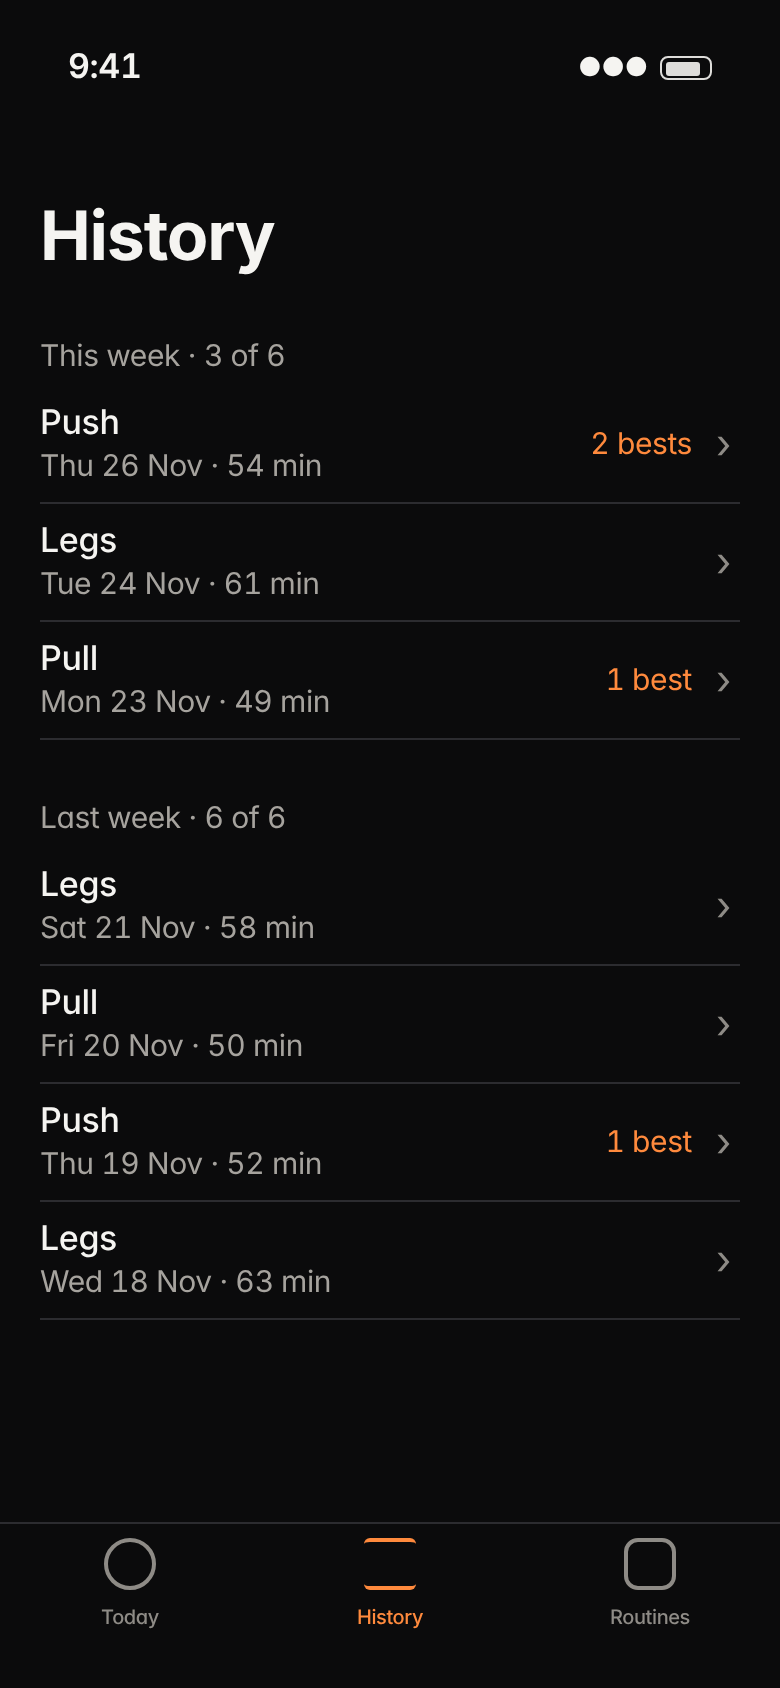 9:41
History
This week · 3 of 6
Push
2 bests
Thu 26 Nov · 54 min
Legs
Tue 24 Nov · 61 min
Pull
1 best
Mon 23 Nov · 49 min
Last week · 6 of 6
Legs
Sat 21 Nov · 58 min
Pull
Fri 20 Nov · 50 min
Push
1 best
Thu 19 Nov · 52 min
Legs
Wed 18 Nov · 63 min
Today
History
Routines